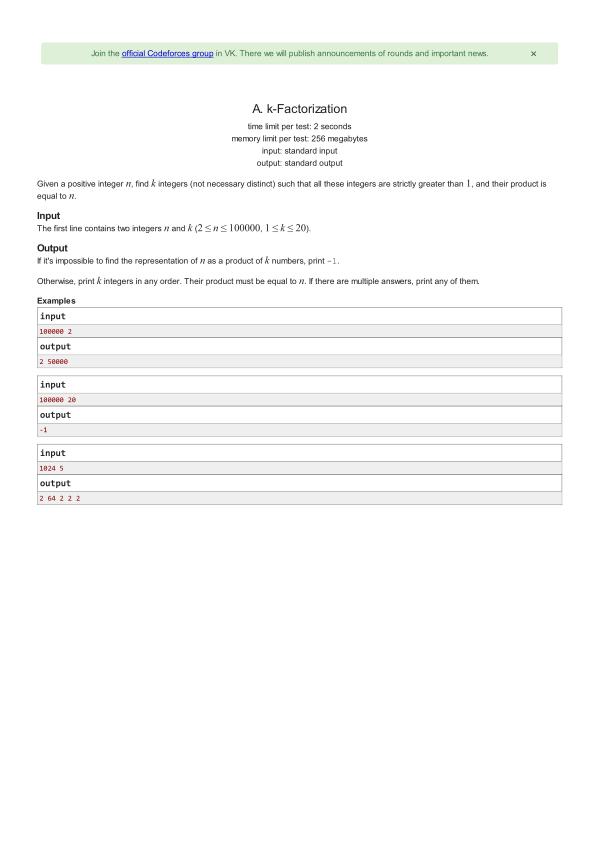 Join the official Codeforces group in VK. There we will publish announcements of rounds and important news. ×
A. k-Factorization
time limit per test: 2 seconds
memory limit per test: 256 megabytes
input: standard input
output: standard output
Given a positive integer n, find k integers (not necessary distinct) such that all these integers are strictly greater than 1, and their product is
equal to n.
Input
The first line contains two integers n and k (2 ≤ n ≤ 100000, 1 ≤ k ≤ 20).
Output
If it's impossible to find the representation of n as a product of k numbers, print -1.
Otherwise, print k integers in any order. Their product must be equal to n. If there are multiple answers, print any of them.
Examples
input
100000 2
output
2 50000
input
100000 20
output
-1
input
1024 5
output
2 64 2 2 2